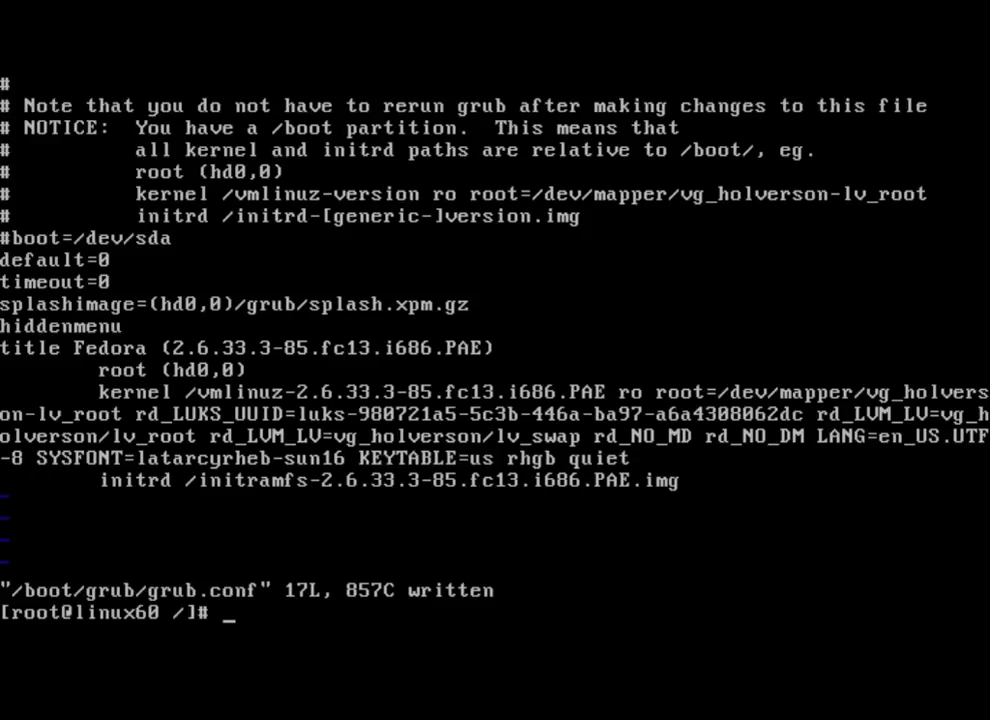 #
# Note that you do not have to rerun grub after making changes to this file
# NOTICE:  You have a /boot partition.  This means that
#          all kernel and initrd paths are relative to /boot/, eg.
#          root (hd0,0)
#          kernel /vmlinuz-version ro root=/dev/mapper/vg_holverson-lv_root
#          initrd /initrd-[generic-]version.img
#boot=/dev/sda
default=0
timeout=0
splashimage=(hd0,0)/grub/splash.xpm.gz
hiddenmenu
title Fedora (2.6.33.3-85.fc13.i686.PAE)
        root (hd0,0)
        kernel /vmlinuz-2.6.33.3-85.fc13.i686.PAE ro root=/dev/mapper/vg_holvers
on-lv_root rd_LUKS_UUID=luks-980721a5-5c3b-446a-ba97-a6a4308062dc rd_LVM_LV=vg_h
olverson/lv_root rd_LVM_LV=vg_holverson/lv_swap rd_NO_MD rd_NO_DM LANG=en_US.UTF
-8 SYSFONT=latarcyrheb-sun16 KEYTABLE=us rhgb quiet
        initrd /initramfs-2.6.33.3-85.fc13.i686.PAE.img
~
~
~
~
"/boot/grub/grub.conf" 17L, 857C written
[root@linux60 /]# _